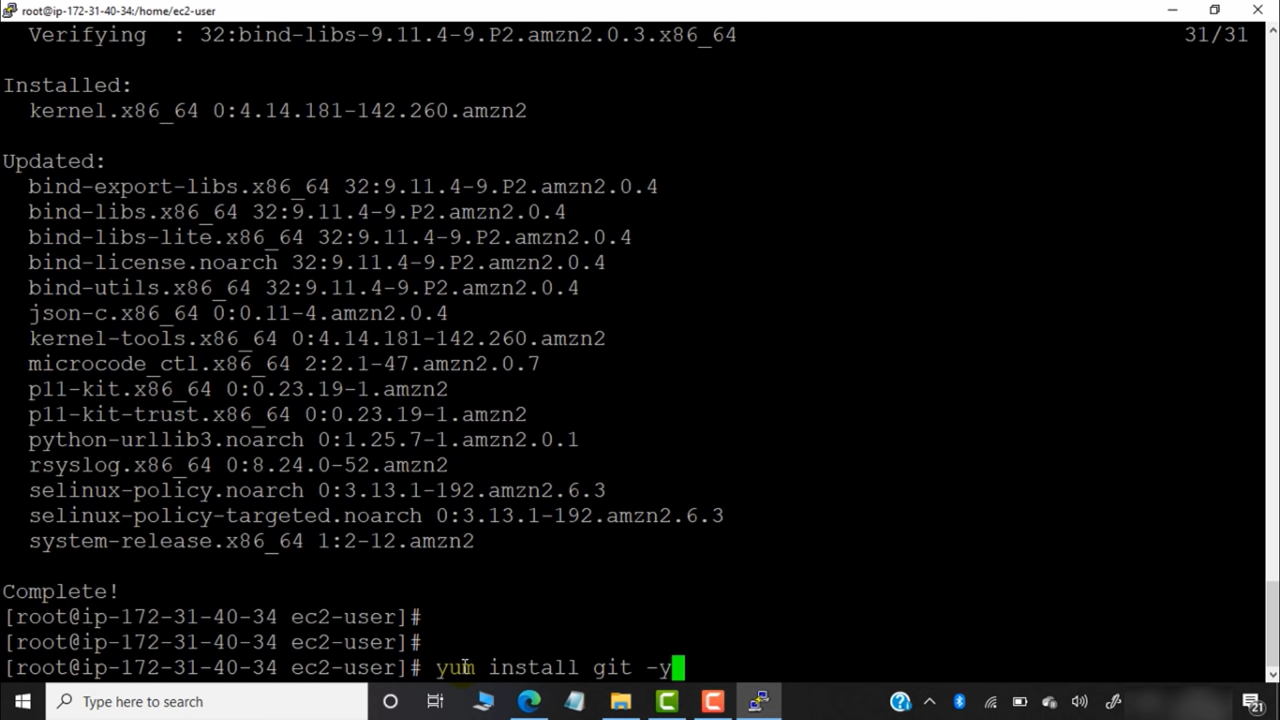 root@ip-172-31-40-34:/home/ec2-user
Verifying  : 32:bind-libs-9.11.4-9.P2.amzn2.0.3.x86_64 31/31
Installed:
kernel.x86_64 0:4.14.181-142.260.amzn2
Updated:
bind-export-libs.x86_64 32:9.11.4-9.P2.amzn2.0.4
bind-libs.x86_64 32:9.11.4-9.P2.amzn2.0.4
bind-libs-lite.x86_64 32:9.11.4-9.P2.amzn2.0.4
bind-license.noarch 32:9.11.4-9.P2.amzn2.0.4
bind-utils.x86_64 32:9.11.4-9.P2.amzn2.0.4
json-c.x86_64 0:0.11-4.amzn2.0.4
kernel-tools.x86_64 0:4.14.181-142.260.amzn2
microcode_ctl.x86_64 2:2.1-47.amzn2.0.7
p11-kit.x86_64 0:0.23.19-1.amzn2
p11-kit-trust.x86_64 0:0.23.19-1.amzn2
python-urllib3.noarch 0:1.25.7-1.amzn2.0.1
rsyslog.x86_64 0:8.24.0-52.amzn2
selinux-policy.noarch 0:3.13.1-192.amzn2.6.3
selinux-policy-targeted.noarch 0:3.13.1-192.amzn2.6.3
system-release.x86_64 1:2-12.amzn2
Complete!
[root@ip-172-31-40-34 ec2-user]#
[root@ip-172-31-40-34 ec2-user]#
[root@ip-172-31-40-34 ec2-user]# yum install git -y
Type here to search
21